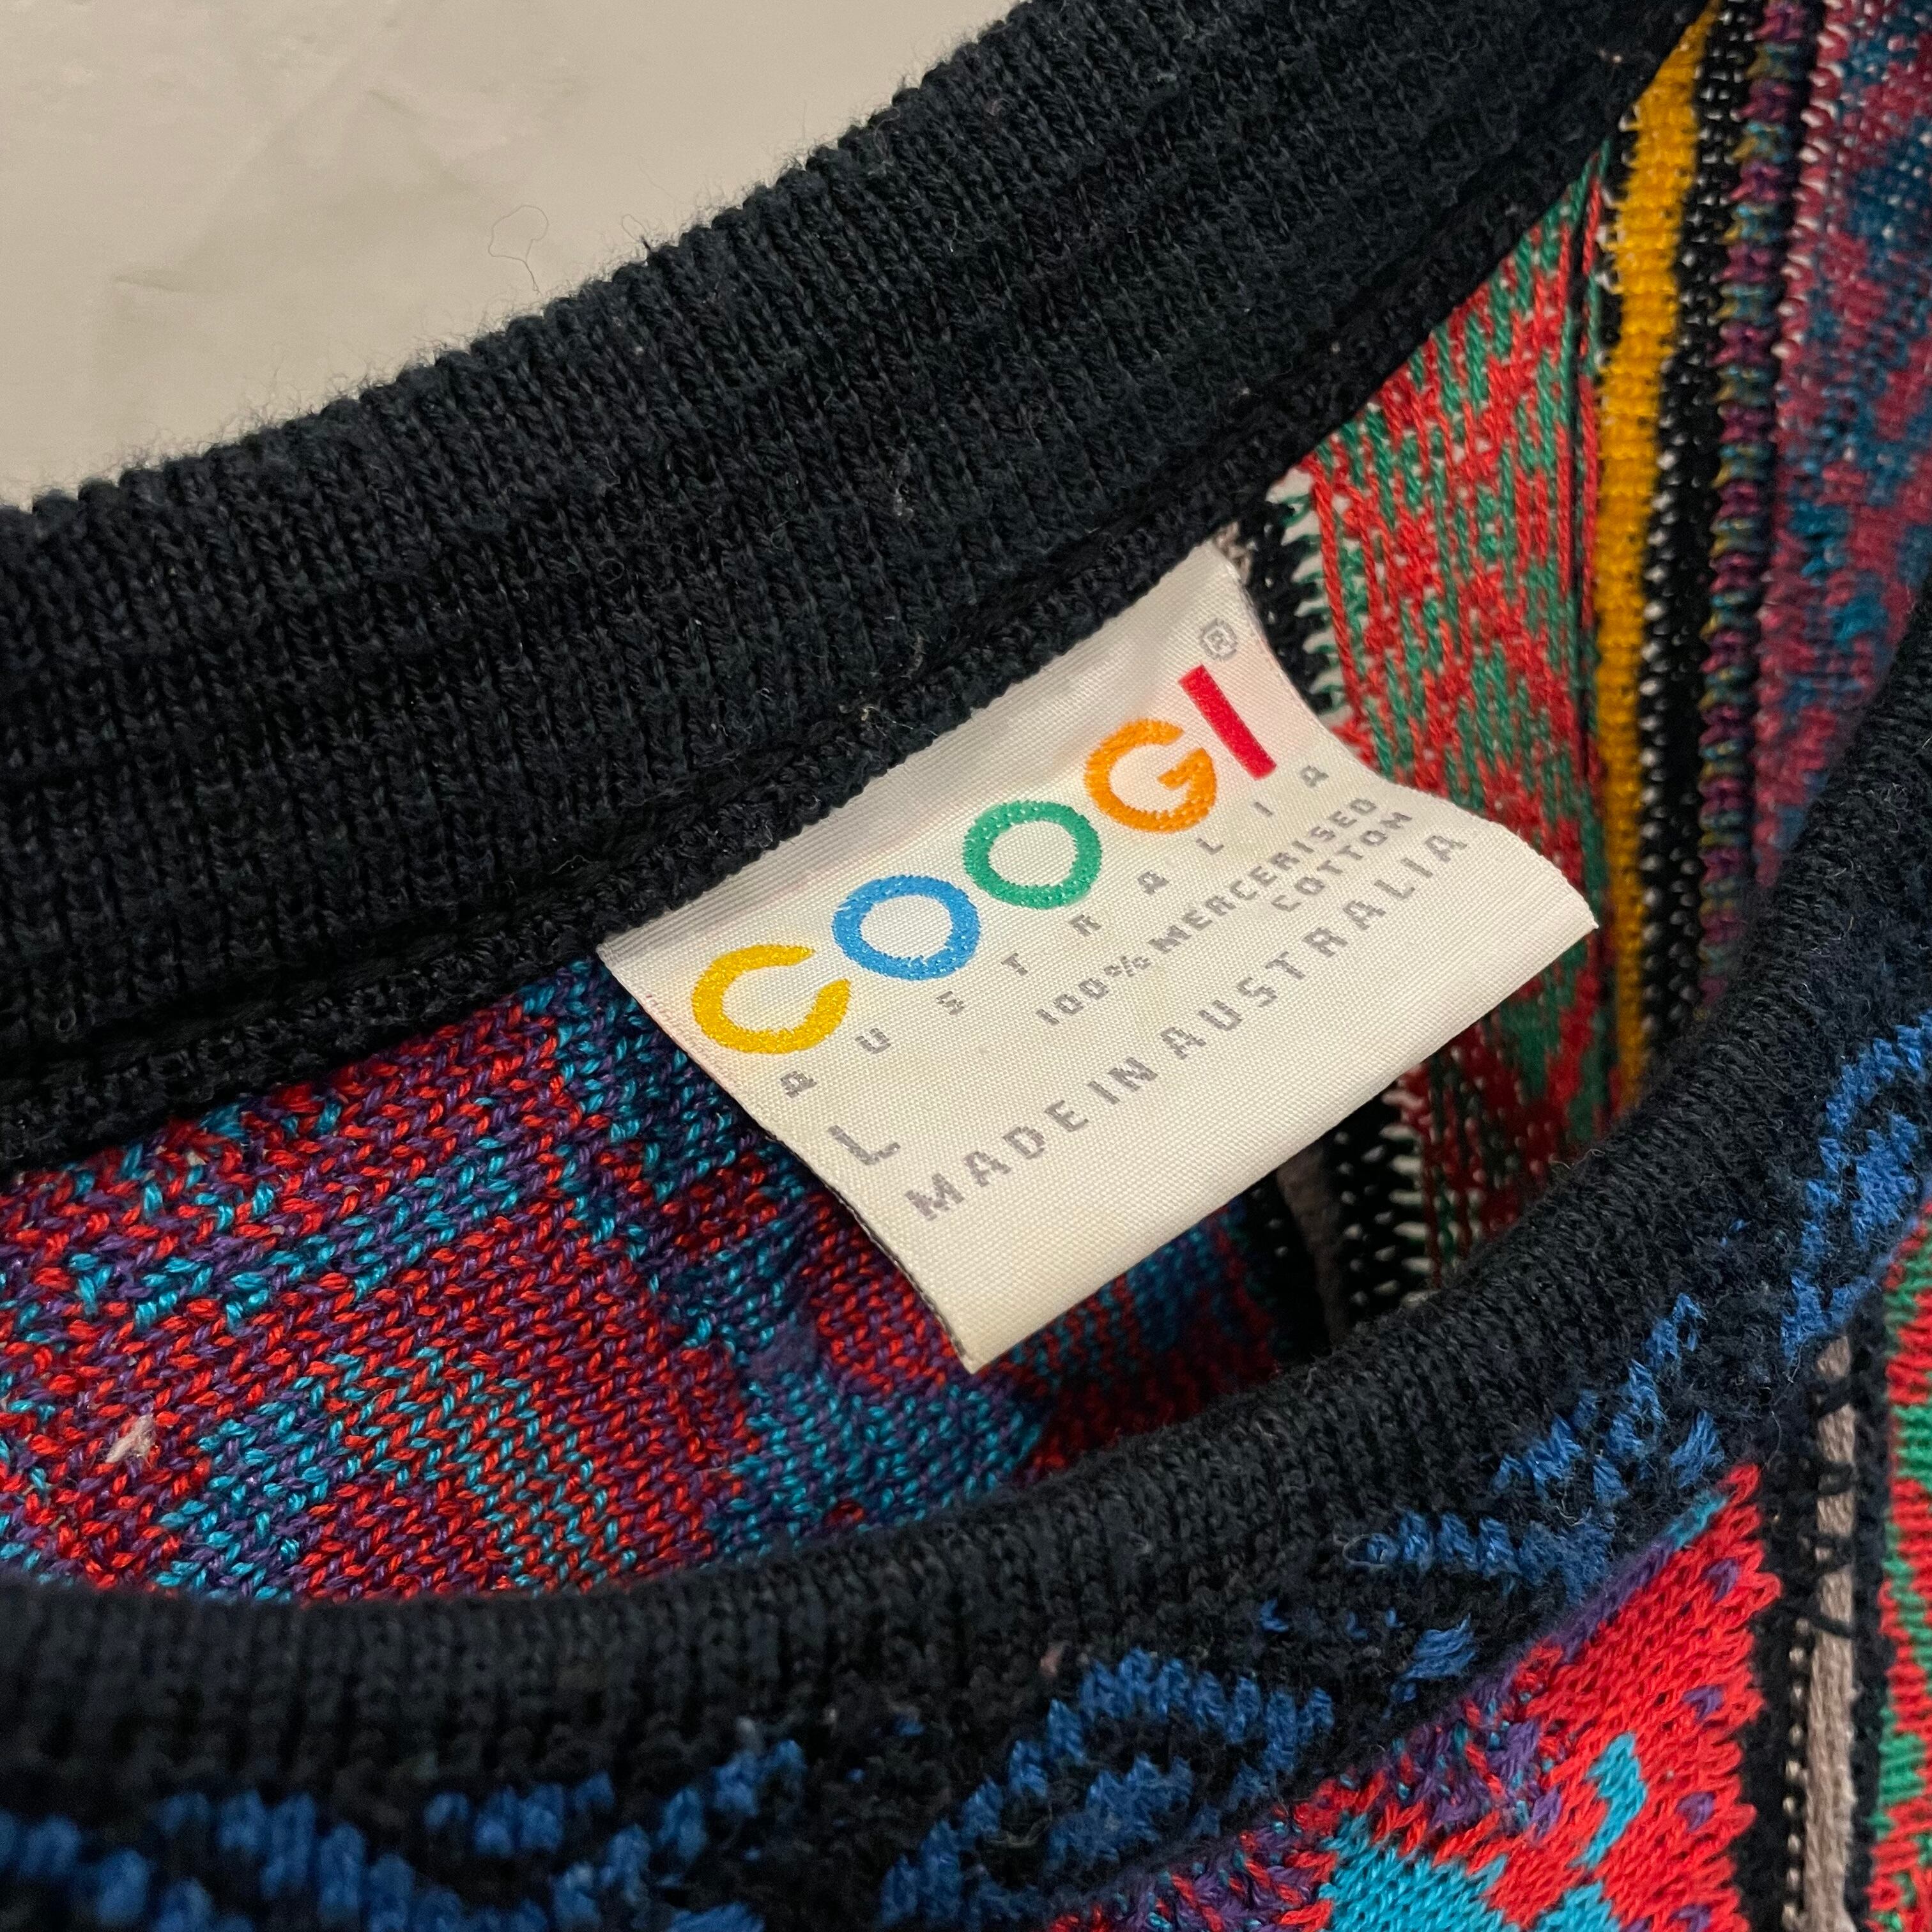 COOGI®
AUSTRALIA
100% MERCERISED
COTTON
L
MADE IN AUSTRALIA